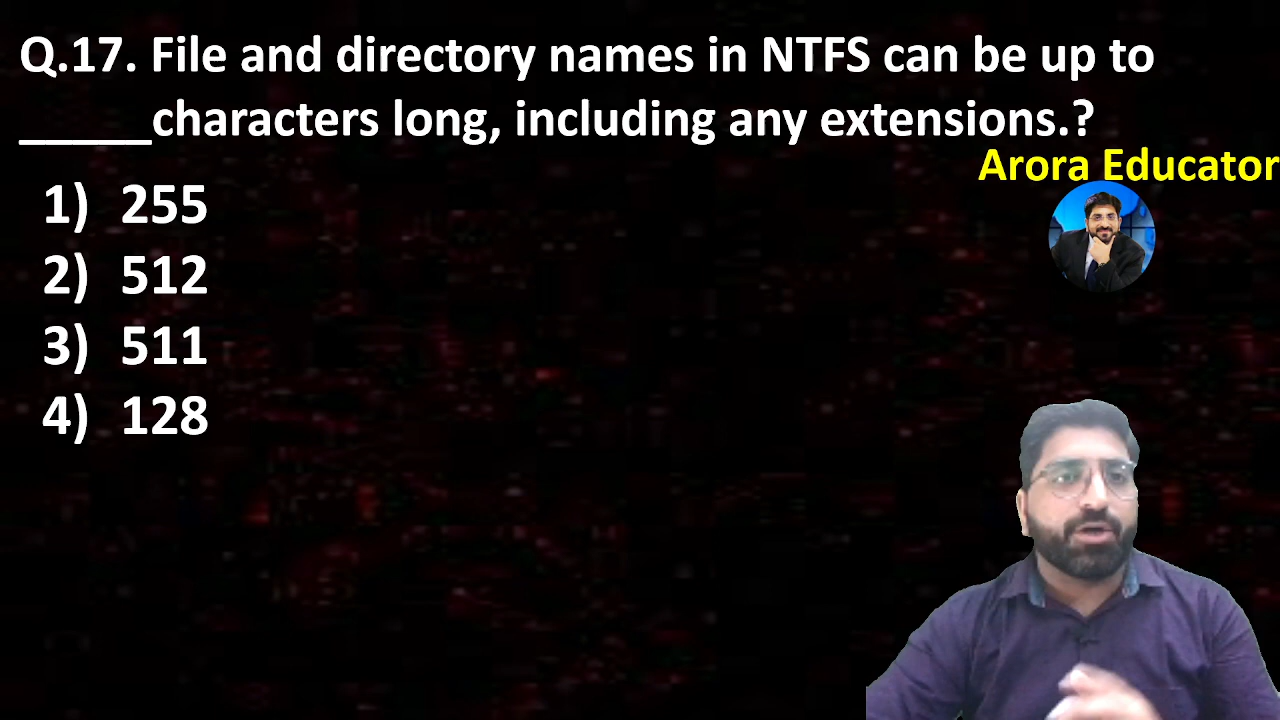 Q.17. File and directory names in NTFS can be up to
_____characters long, including any extensions.?
Arora Educator
1) 255
2) 512
3) 511
4) 128